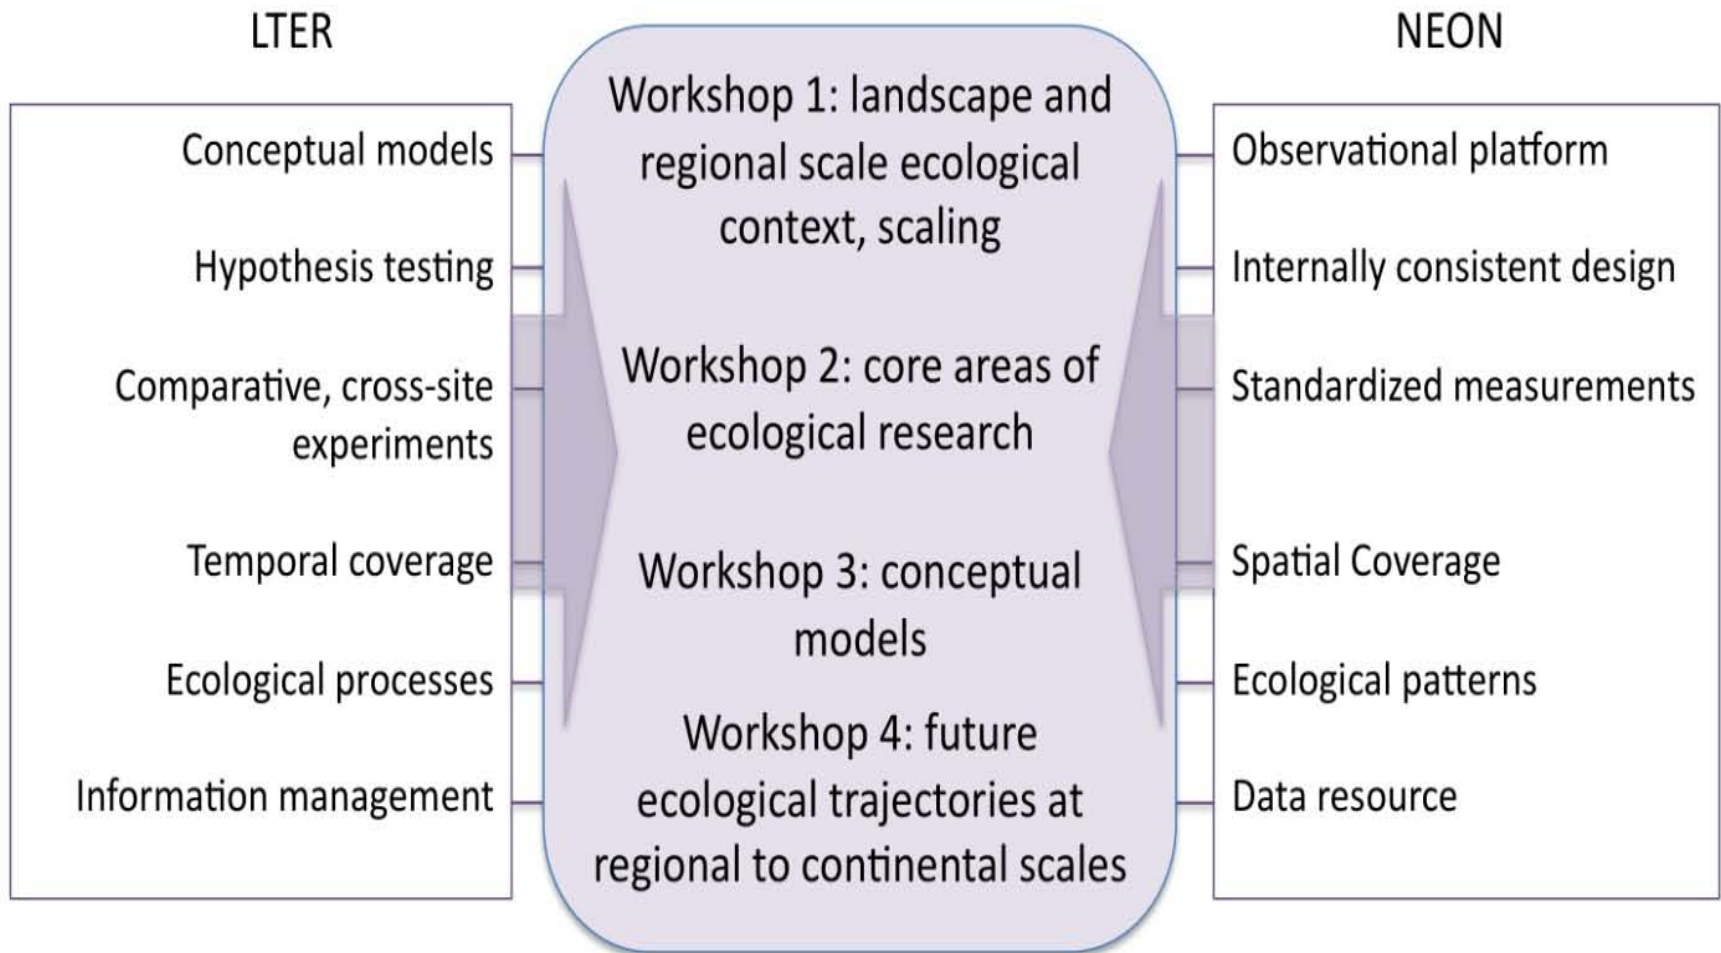 LTER
Conceptual models
Hypothesis testing
Comparative, cross-site
experiments
Temporal coverage
Ecological processes
Information management
Workshop 1: landscape and
regional scale ecological
context, scaling
Workshop 2: core areas of
ecological research
Workshop 3: conceptual
models
Workshop 4: future
ecological trajectories at
regional to continental scales
NEON
Observational platform
Internally consistent design
Standardized measurements
Spatial Coverage
Ecological patterns
Data resource